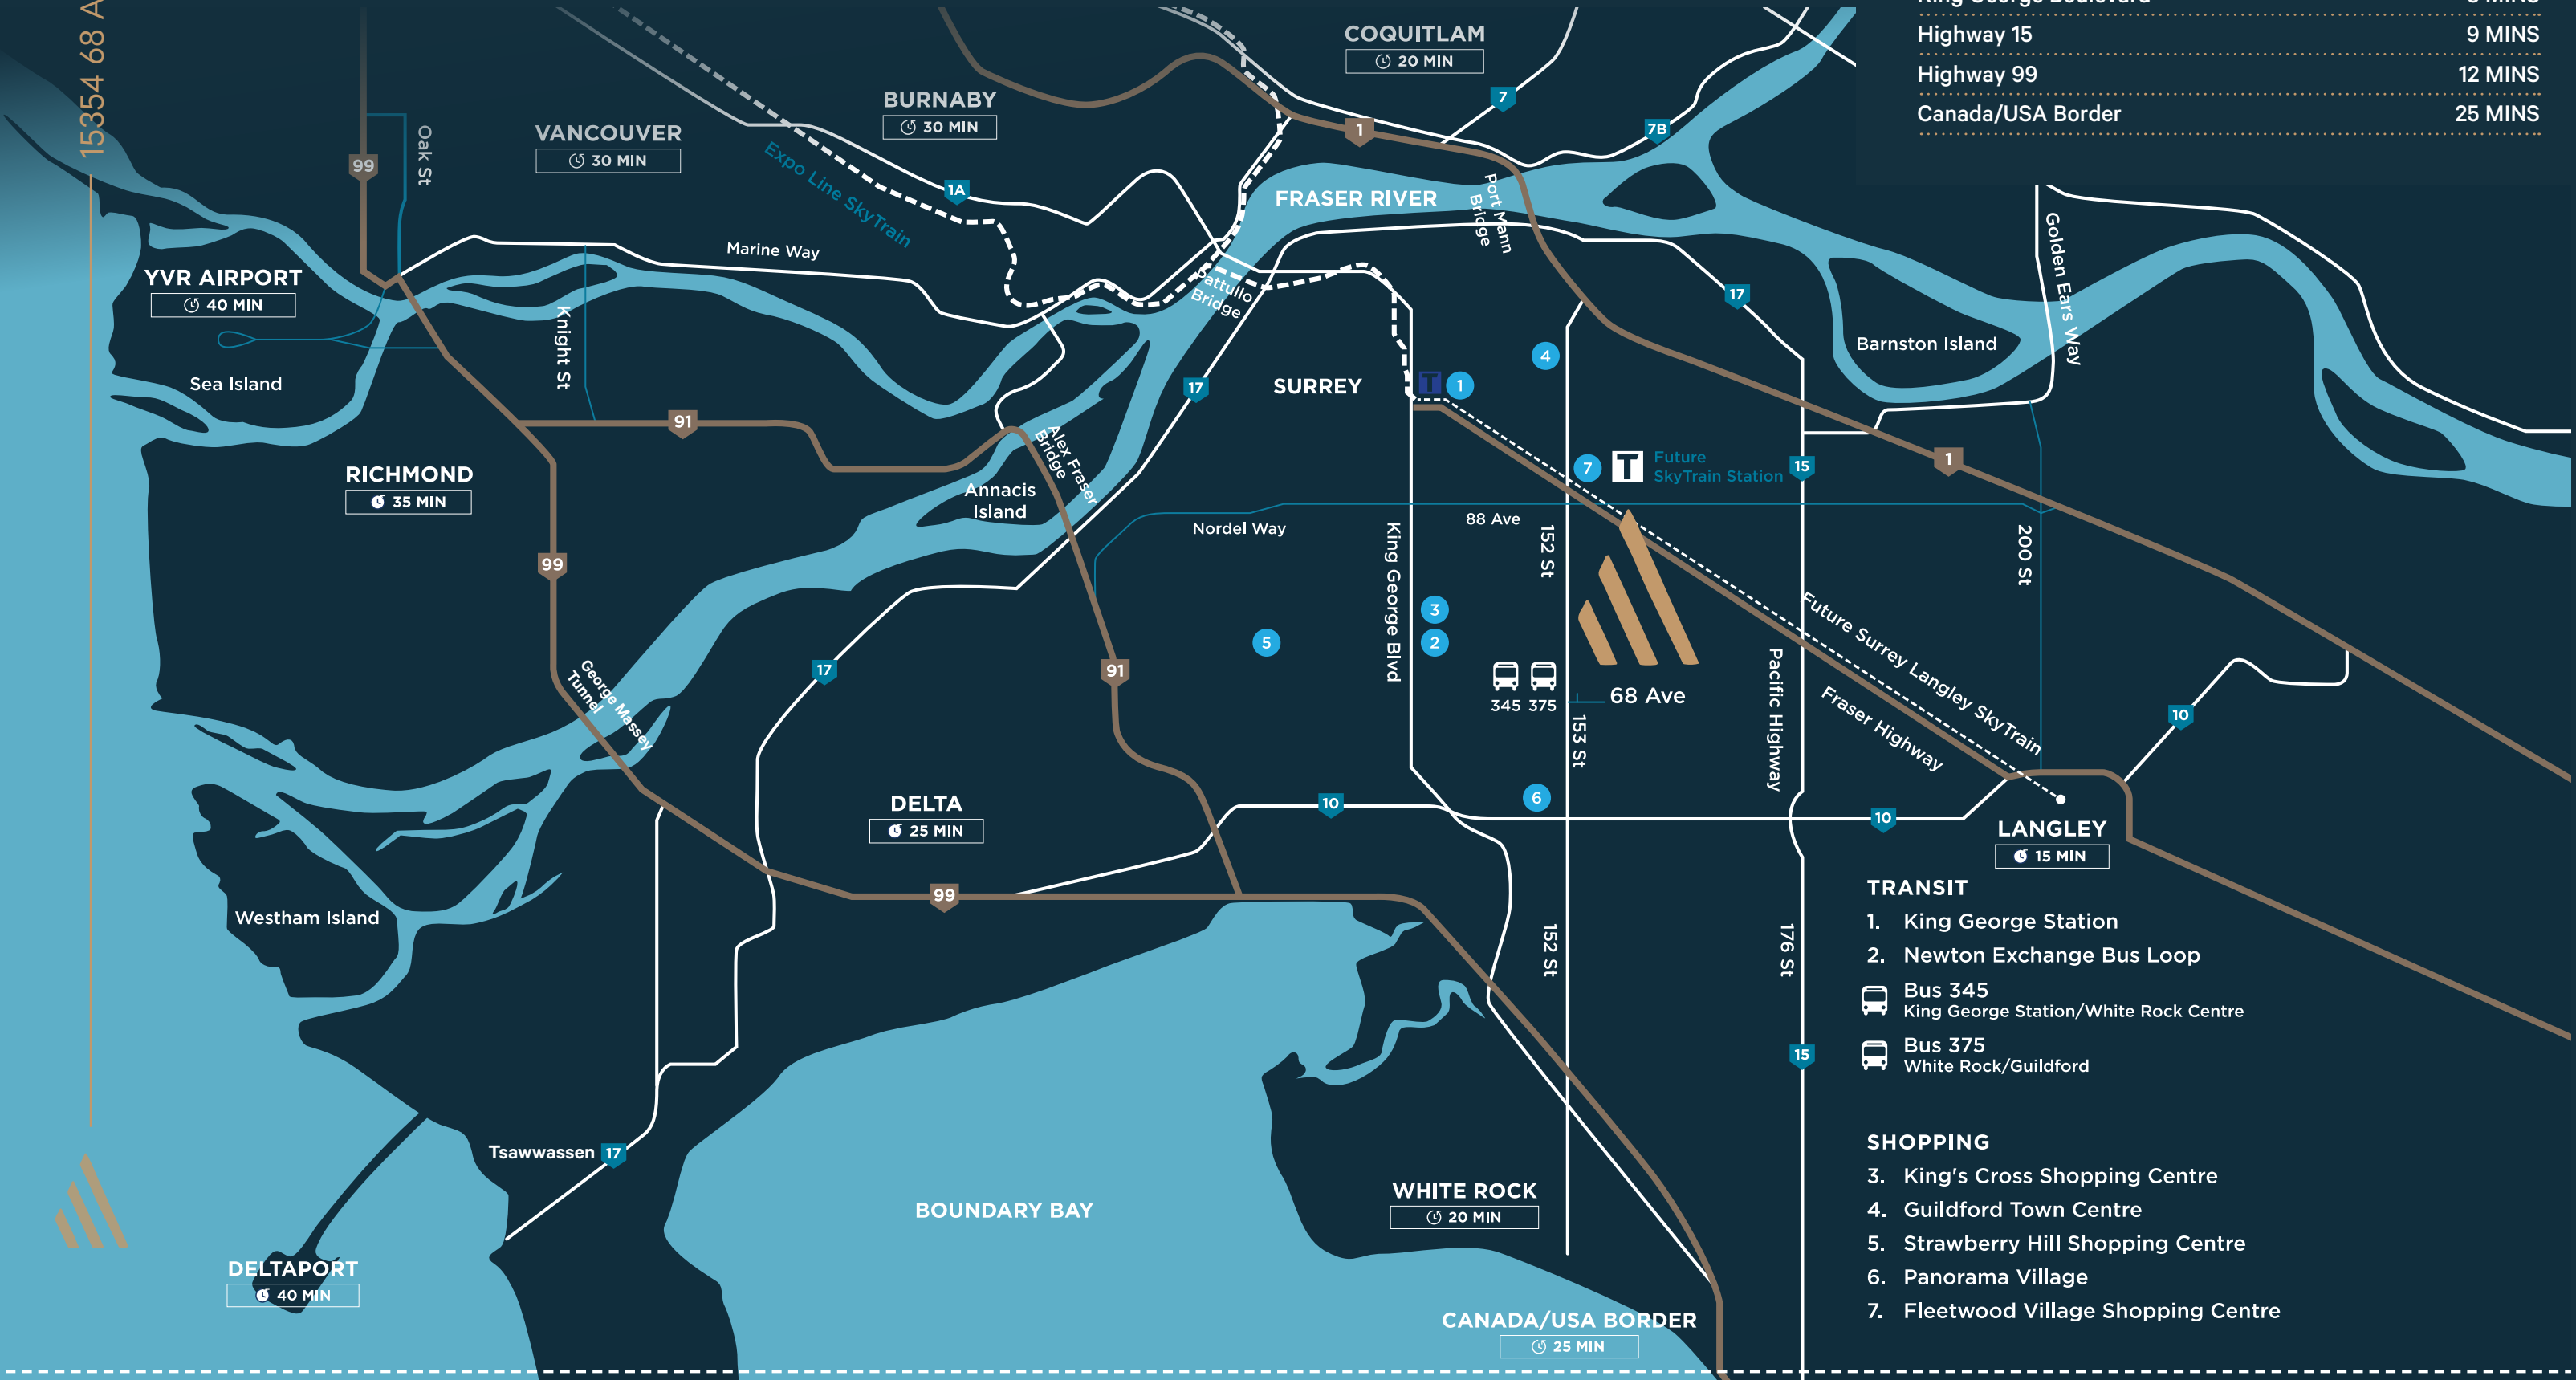 King George Boulevard 8 MINS
Highway 15 9 MINS
Highway 99 12 MINS
Canada/USA Border 25 MINS
15354 68 A
COQUITLAM
20 MIN
BURNABY
30 MIN
VANCOUVER
30 MIN
99
Oak St
7
1
7B
1A
Expo Line SkyTrain
FRASER RIVER
Port Mann
Bridge
Golden Ears Way
Marine Way
YVR AIRPORT
40 MIN
Pattullo
Bridge
17
Knight St
Barnston Island
Sea Island
SURREY
17
T
1
4
91
Alex Fraser
Bridge
RICHMOND
35 MIN
7
T
Future
SkyTrain Station
15
1
Annacis
Island
Nordel Way
88 Ave
King George Blvd
152 St
200 St
99
3
2
5
17
91
George Massey
Tunnel
345 375
68 Ave
153 St
Pacific Highway
Future Surrey Langley SkyTrain
Fraser Highway
10
DELTA
25 MIN
10
6
10
LANGLEY
15 MIN
99
Westham Island
152 St
176 St
15
Tsawwassen
17
BOUNDARY BAY
WHITE ROCK
20 MIN
DELTAPORT
40 MIN
CANADA/USA BORDER
25 MIN
TRANSIT
1. King George Station
2. Newton Exchange Bus Loop
Bus 345
King George Station/White Rock Centre
Bus 375
White Rock/Guildford
SHOPPING
3. King's Cross Shopping Centre
4. Guildford Town Centre
5. Strawberry Hill Shopping Centre
6. Panorama Village
7. Fleetwood Village Shopping Centre